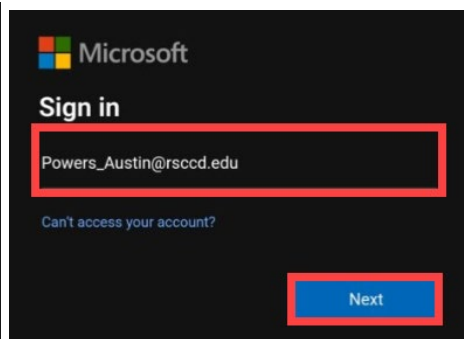 Microsoft
Sign in
Powers_Austin@rsccd.edu
Can't access your account?
Next